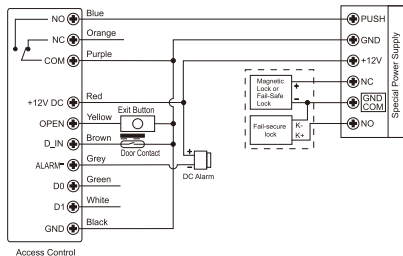 NO
Blue
NC
Orange
COM
Purple
+12V DC
Red
OPEN
Yellow
Exit Button
D_IN
Brown
Door Contact
ALARM-
Grey
+
-
DC Alarm
D0
Green
D1
White
GND
Black
Access Control
Magnetic
Lock or
Fail-Safe
Lock
+
-
Fail-secure
lock
K-
K+
PUSH
GND
+12V
NC
GND
COM
NO
Special Power Supply